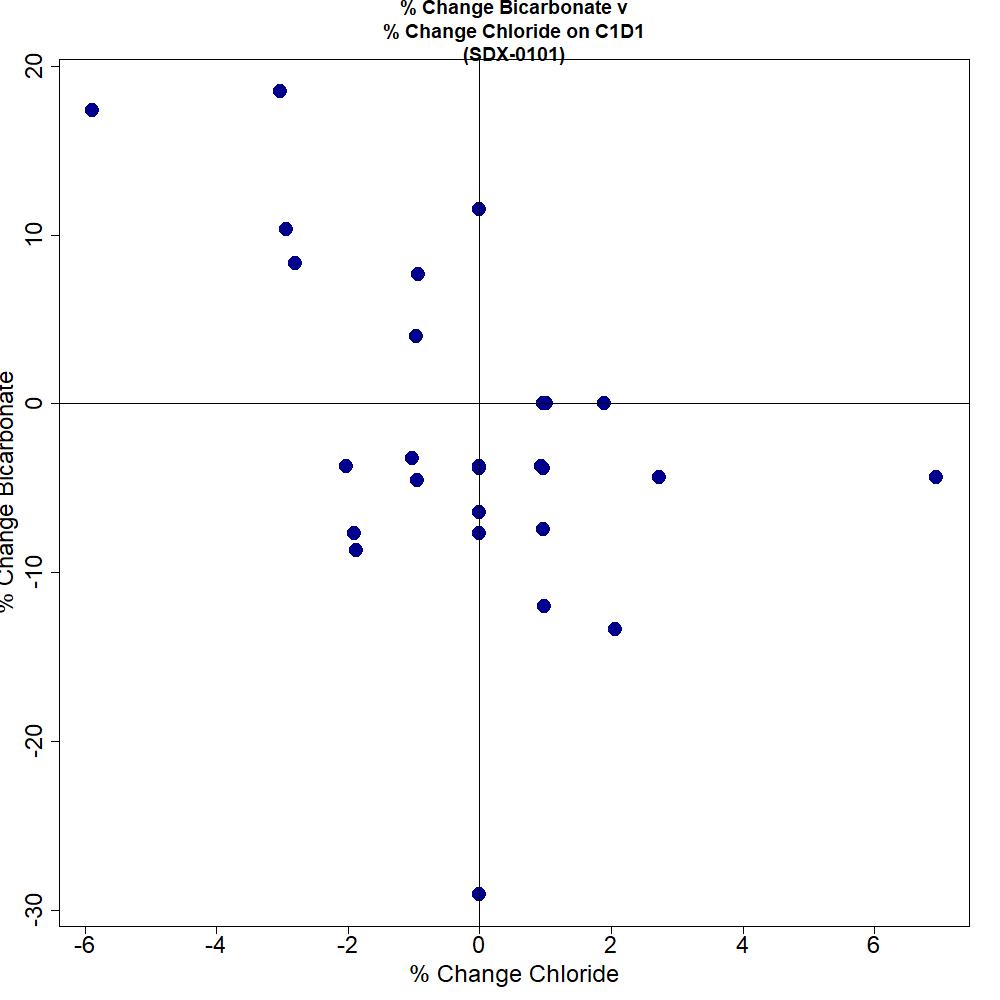 % Change Bicarbonate v
% Change Chloride on C1D1
(SDX-0101)
20
10
0
-10
-20
-30
% Change Bicarbonate
-6
-4
-2
0
2
4
6
% Change Chloride